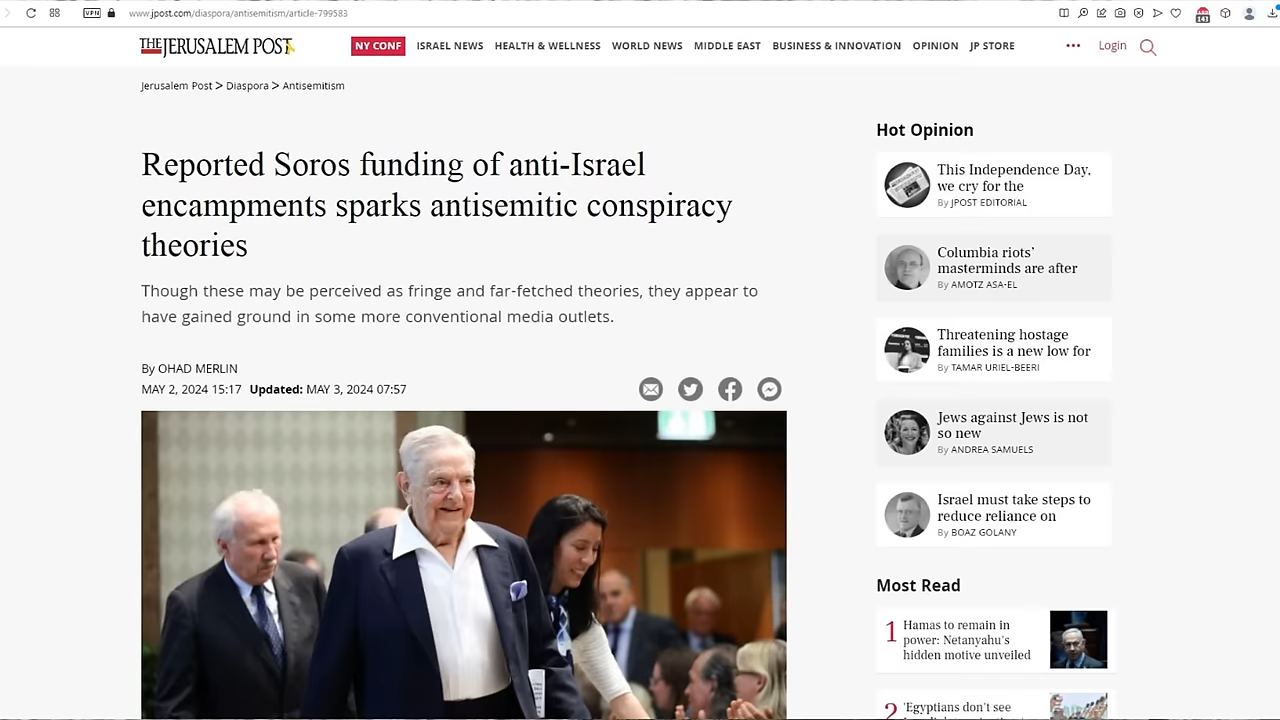 www.jpost.com/diaspora/antisemitism/article-799583
VPN
143
THE JERUSALEM POST
NY CONF ISRAEL NEWS HEALTH & WELLNESS WORLD NEWS MIDDLE EAST BUSINESS & INNOVATION OPINION JP STORE
Login
Jerusalem Post > Diaspora > Antisemitism
Reported Soros funding of anti-Israel
encampments sparks antisemitic conspiracy
theories
Though these may be perceived as fringe and far-fetched theories, they appear to
have gained ground in some more conventional media outlets.
By OHAD MERLIN
MAY 2, 2024 15:17 Updated: MAY 3, 2024 07:57
Hot Opinion
This Independence Day,
we cry for the
By JPOST EDITORIAL
Columbia riots'
masterminds are after
By AMOTZ ASA-EL
Threatening hostage
families is a new low for
By TAMAR URIEL-BEERI
Jews against Jews is not
so new
By ANDREA SAMUELS
Israel must take steps to
reduce reliance on
By BOAZ GOLANY
Most Read
1
Hamas to remain in
power: Netanyahu's
hidden motive unveiled
2
'Egyptians don't see